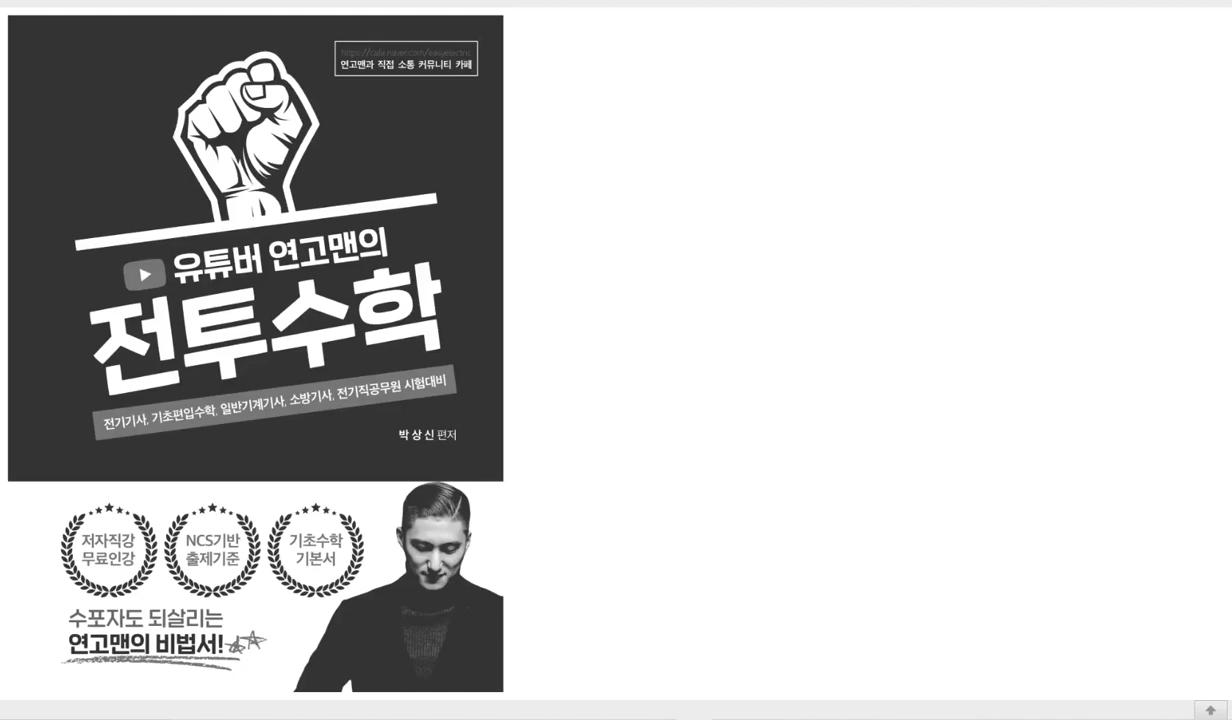 https://cafe.naver.com/easyelectric
연고맨과 직접 소통 커뮤니티 카페
유튜버 연고맨의
전투수학
전기기사, 기초편입수학, 일반기계기사, 소방기사, 전기직공무원 시험대비
박상신 편저
저자직강
무료인강
NCS기반
출제기준
기초수학
기본서
수포자도 되살리는
연고맨의 비법서!